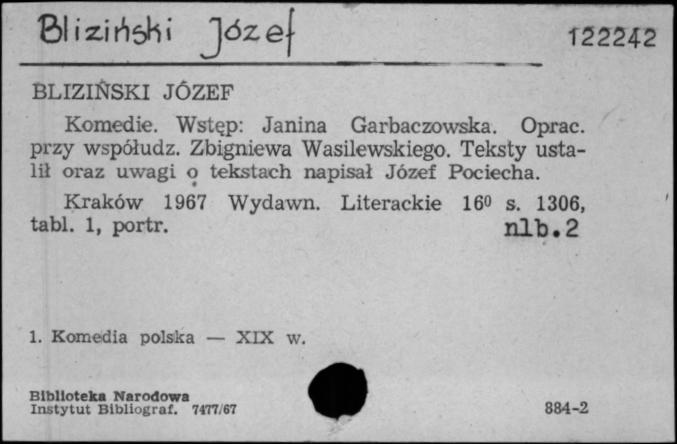 Bliziński Józef
122242
BLIZIŃSKI JÓZEF
Komedie. Wstęp: Janina Garbaczowska. Oprac.
przy współudz. Zbigniewa Wasilewskiego. Teksty usta-
lił oraz uwagi o tekstach napisał Józef Pociecha.
Kraków 1967 Wydawn. Literackie 16⁰ s. 1306,
tabl. 1, portr. nlb.2
1. Komedia polska — XIX w.
Biblioteka Narodowa
Instytut Bibliograf. 7477/67
884-2